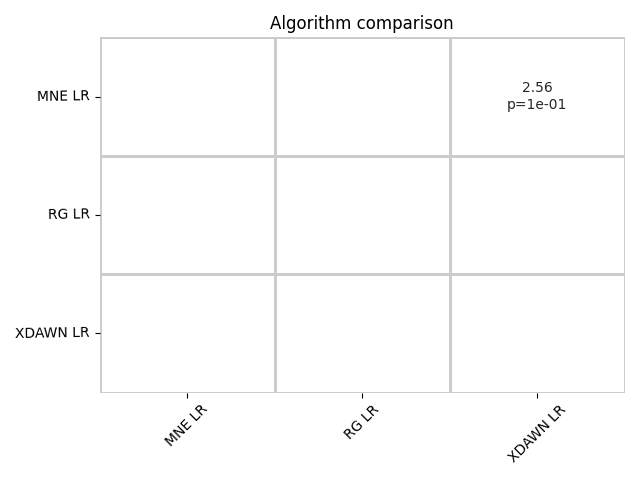 Algorithm comparison
MNE LR
2.56
p=1e-01
RG LR
XDAWN LR
MNE LR
RG LR
XDAWN LR